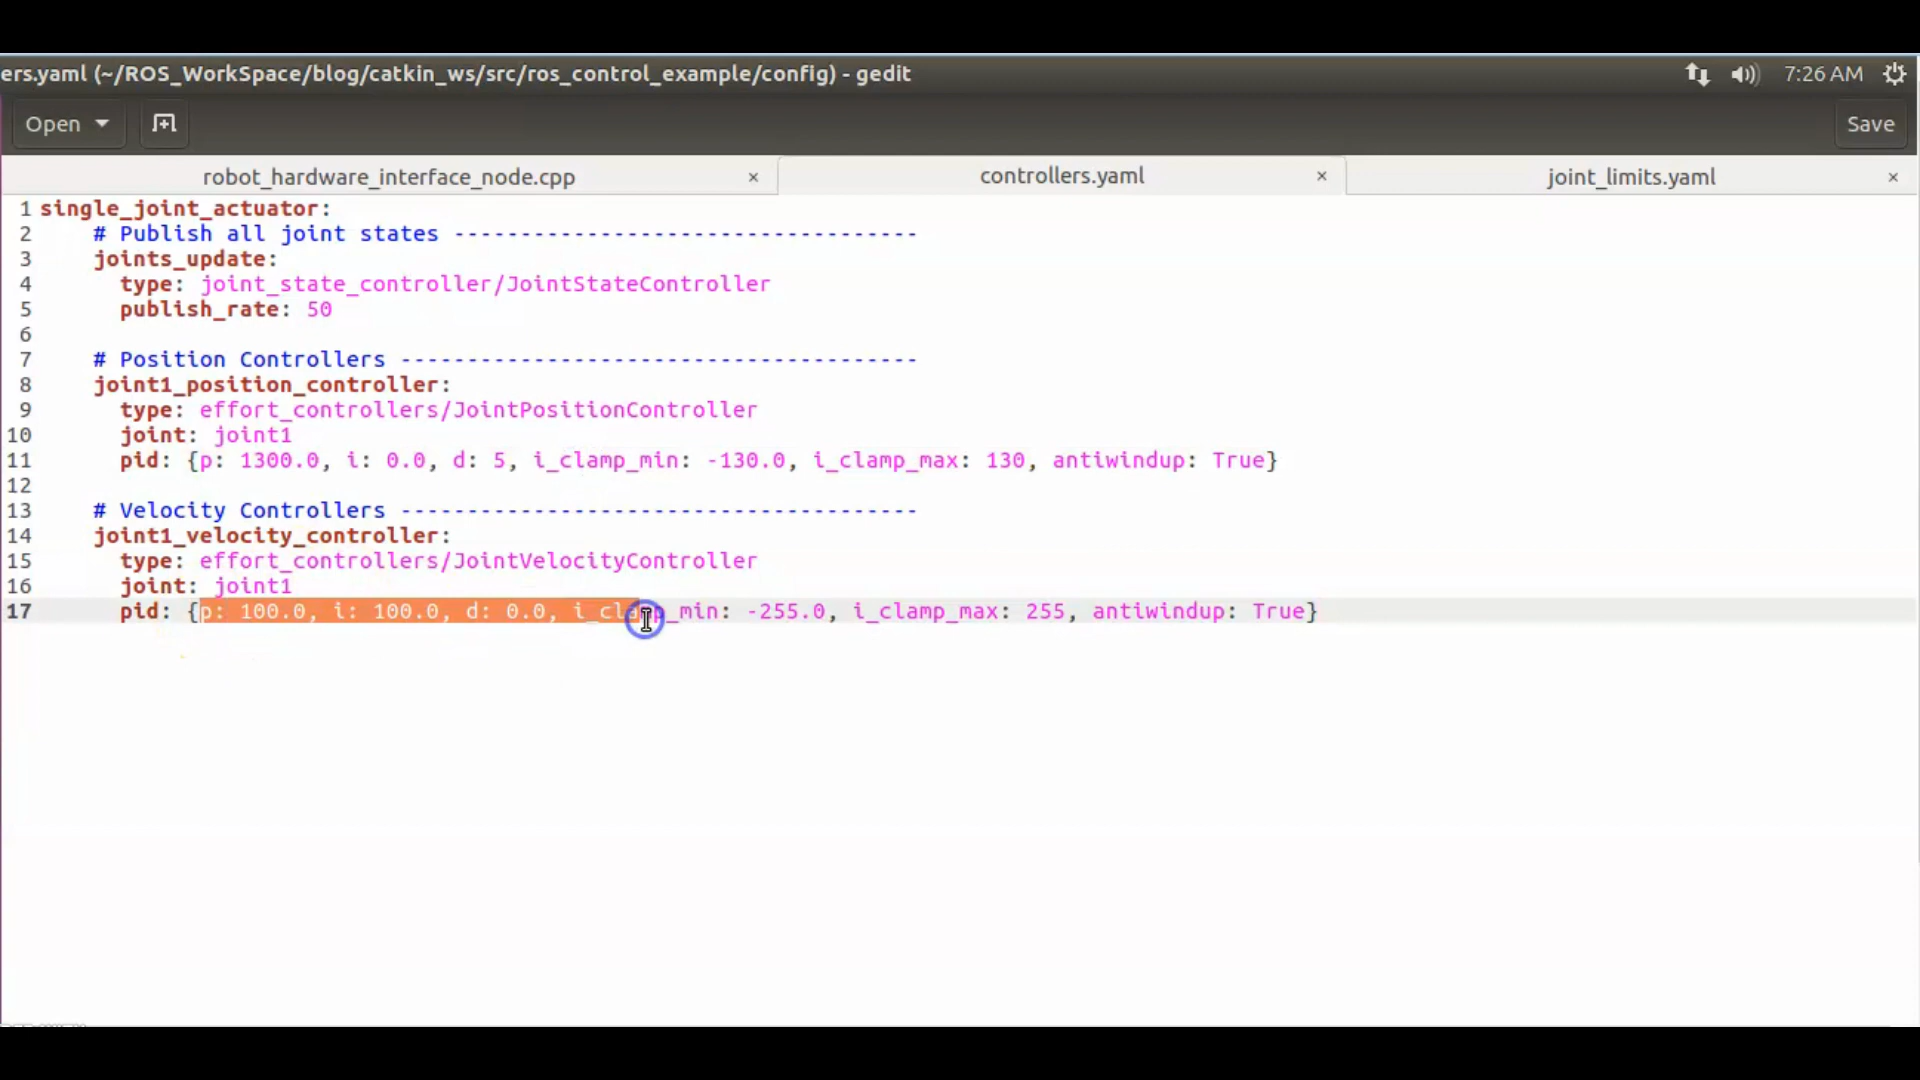 ers.yaml (~/ROS_WorkSpace/blog/catkin_ws/src/ros_control_example/config) - gedit 7:26 AM
Open Save
robot_hardware_interface_node.cpp × controllers.yaml × joint_limits.yaml ×
1 single_joint_actuator:
2     # Publish all joint states -----------------------------------
3     joints_update:
4       type: joint_state_controller/JointStateController
5       publish_rate: 50
6
7     # Position Controllers ---------------------------------------
8     joint1_position_controller:
9       type: effort_controllers/JointPositionController
10       joint: joint1
11       pid: {p: 1300.0, i: 0.0, d: 5, i_clamp_min: -130.0, i_clamp_max: 130, antiwindup: True}
12
13     # Velocity Controllers ---------------------------------------
14     joint1_velocity_controller:
15       type: effort_controllers/JointVelocityController
16       joint: joint1
17       pid: {p: 100.0, i: 100.0, d: 0.0, i_clamp_min: -255.0, i_clamp_max: 255, antiwindup: True}